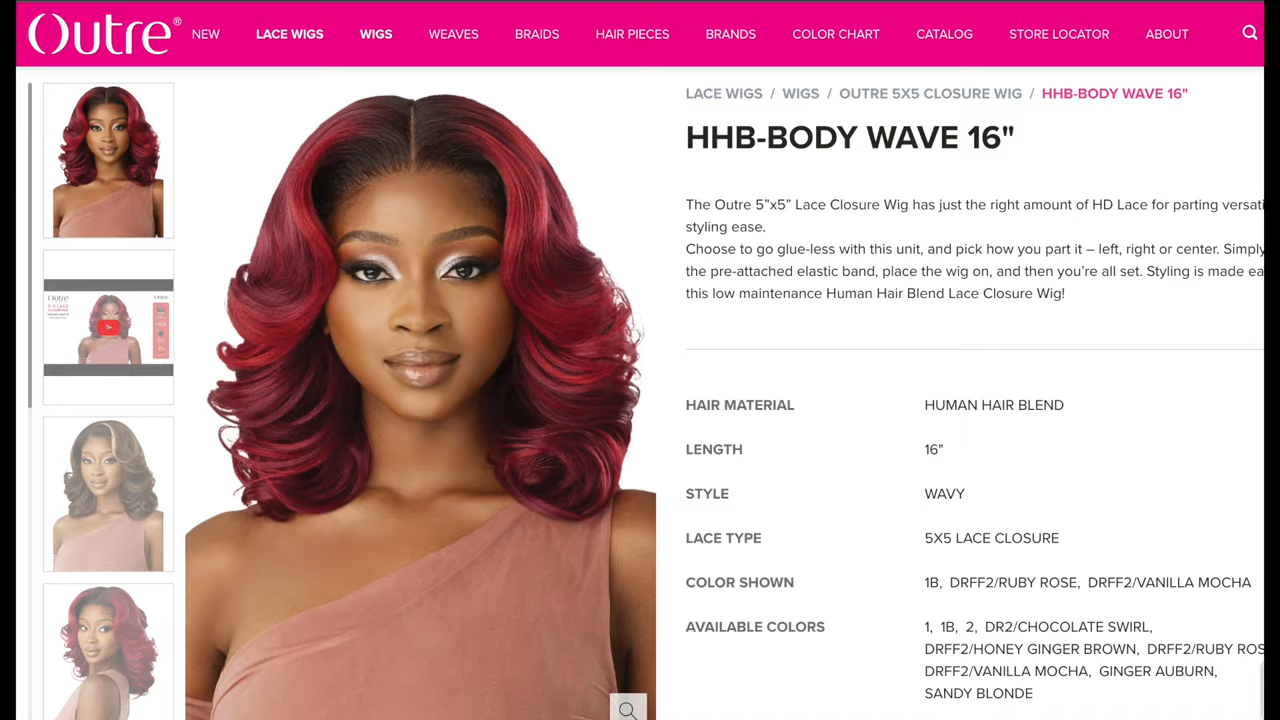 Outre®
NEW LACE WIGS WIGS WEAVES BRAIDS HAIR PIECES BRANDS COLOR CHART CATALOG STORE LOCATOR ABOUT
LACE WIGS / WIGS / OUTRE 5X5 CLOSURE WIG / HHB-BODY WAVE 16"
HHB-BODY WAVE 16"
The Outre 5”x5” Lace Closure Wig has just the right amount of HD Lace for parting versati
styling ease.
Choose to go glue-less with this unit, and pick how you part it – left, right or center. Simply
the pre-attached elastic band, place the wig on, and then you’re all set. Styling is made ea
this low maintenance Human Hair Blend Lace Closure Wig!
HAIR MATERIAL HUMAN HAIR BLEND
LENGTH 16"
STYLE WAVY
LACE TYPE 5X5 LACE CLOSURE
COLOR SHOWN 1B, DRFF2/RUBY ROSE, DRFF2/VANILLA MOCHA
AVAILABLE COLORS 1, 1B, 2, DR2/CHOCOLATE SWIRL,
DRFF2/HONEY GINGER BROWN, DRFF2/RUBY ROS
DRFF2/VANILLA MOCHA, GINGER AUBURN,
SANDY BLONDE
Outre
Outre